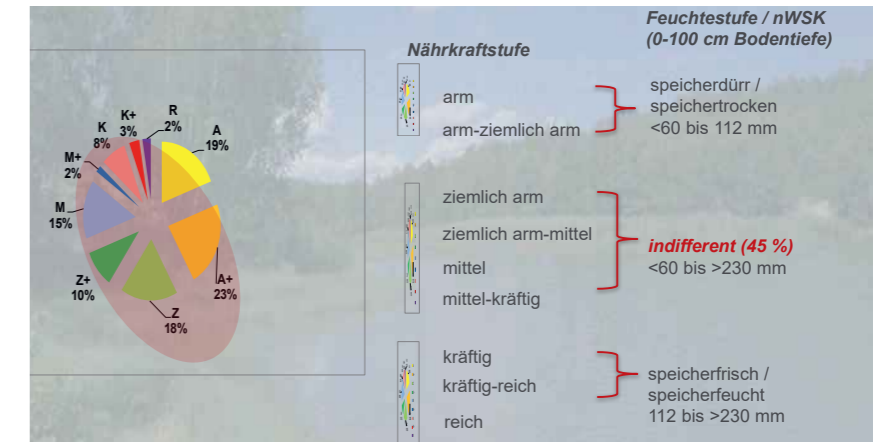 Feuchtestufe / nWSK
(0-100 cm Bodentiefe)
Nährkraftstufe
R
2%
K+
3%
K
8%
A
19%
M+
2%
M
15%
Z+
10%
Z
18%
A+
23%
arm
arm-ziemlich arm
speicherdürr /
speichertrocken
<60 bis 112 mm
ziemlich arm
ziemlich arm-mittel
mittel
mittel-kräftig
indifferent (45 %)
<60 bis >230 mm
kräftig
kräftig-reich
reich
speicherfrisch /
speicherfeucht
112 bis >230 mm